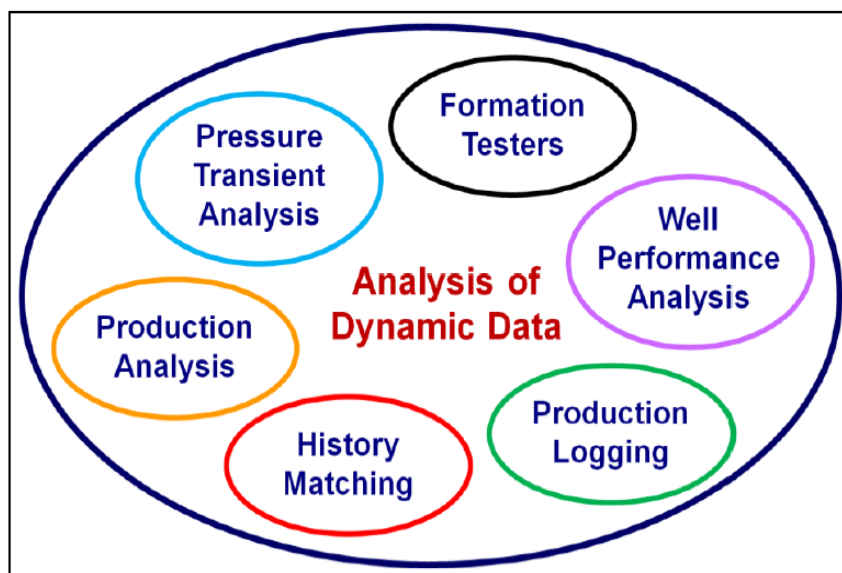 Formation
Testers
Pressure
Transient
Analysis
Well
Performance
Analysis
Analysis of
Dynamic Data
Production
Analysis
Production
Logging
History
Matching